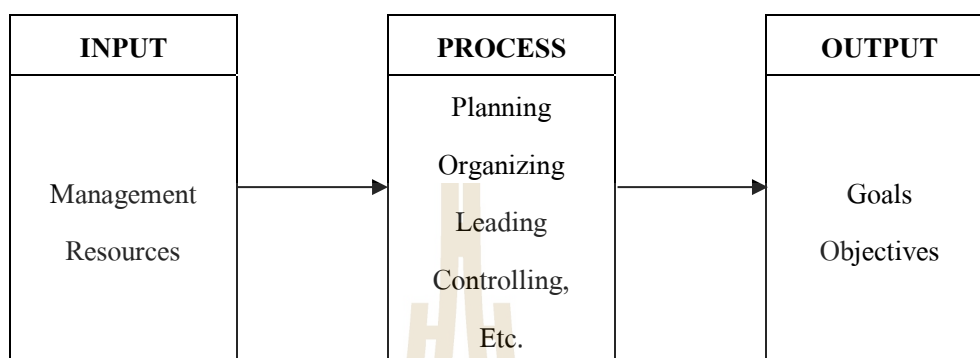 INPUT
Management
Resources
PROCESS
Planning
Organizing
Leading
Controlling,
Etc.
OUTPUT
Goals
Objectives